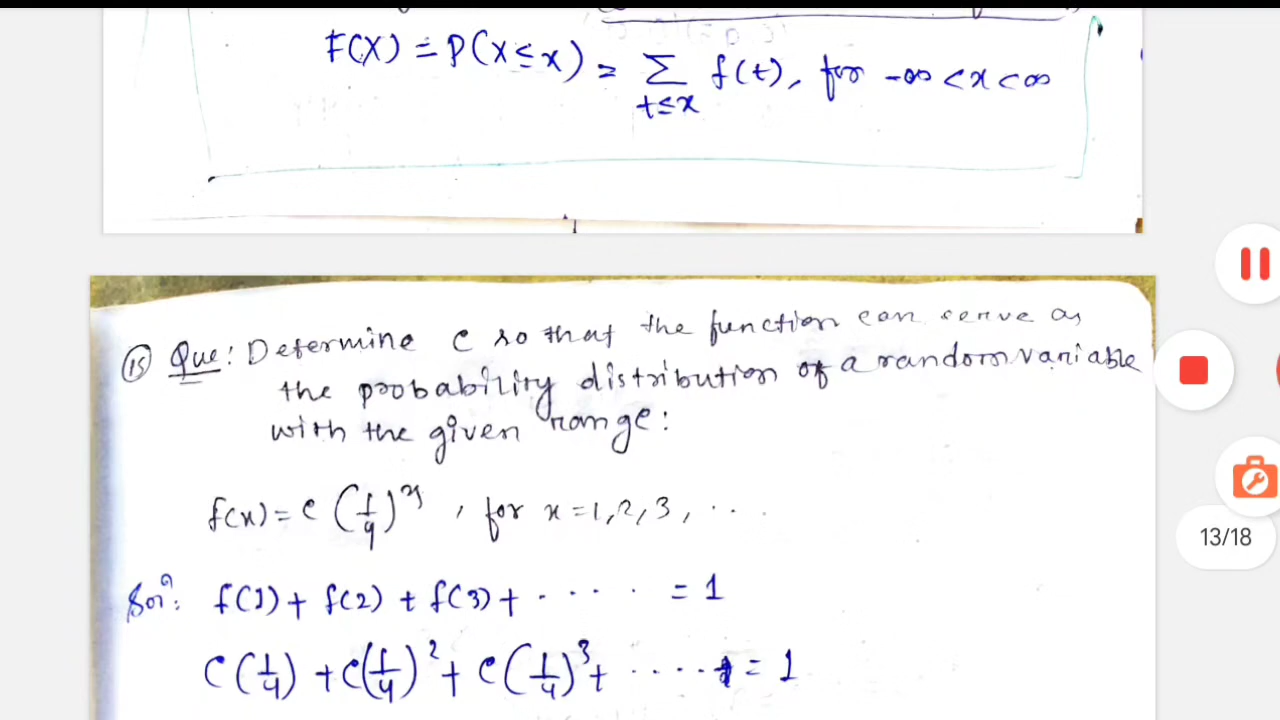 F(X) = P(X≤x) = Σ f(t), for -∞ < x < ∞
t≤x
15 Que: Determine c so that the function can serve as
the probability distribution of a random variable
with the given range:
f(x) = c (1/4)^x, for x = 1, 2, 3, ...
Sol^n: f(1) + f(2) + f(3) + ..... = 1
c(1/4) + c(1/4)^2 + c(1/4)^3 + ..... = 1
13/18